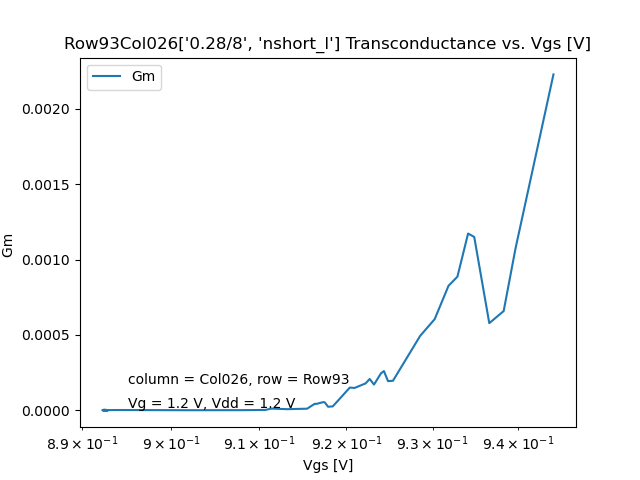 Row93Col026['0.28/8', 'nshort_l'] Transconductance vs. Vgs [V]
Gm
0.0020
0.0015
0.0010
0.0005
0.0000
Gm
column = Col026, row = Row93
Vg = 1.2 V, Vdd = 1.2 V
8.9 × 10⁻¹ 9 × 10⁻¹ 9.1 × 10⁻¹ 9.2 × 10⁻¹ 9.3 × 10⁻¹ 9.4 × 10⁻¹
Vgs [V]